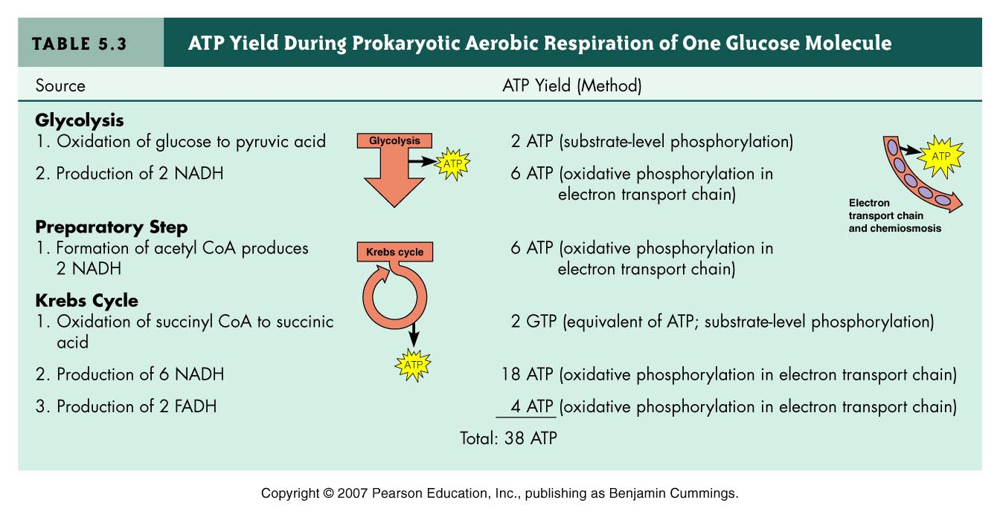 TABLE 5.3 ATP Yield During Prokaryotic Aerobic Respiration of One Glucose Molecule
Source ATP Yield (Method)
Glycolysis
1. Oxidation of glucose to pyruvic acid Glycolysis 2 ATP (substrate-level phosphorylation)
ATP
ATP
2. Production of 2 NADH 6 ATP (oxidative phosphorylation in
electron transport chain)
Electron
transport chain
and chemiosmosis
Preparatory Step
1. Formation of acetyl CoA produces Krebs cycle 6 ATP (oxidative phosphorylation in
2 NADH electron transport chain)
Krebs Cycle
1. Oxidation of succinyl CoA to succinic 2 GTP (equivalent of ATP; substrate-level phosphorylation)
acid
ATP
2. Production of 6 NADH 18 ATP (oxidative phosphorylation in electron transport chain)
3. Production of 2 FADH 4 ATP (oxidative phosphorylation in electron transport chain)
Total: 38 ATP
Copyright © 2007 Pearson Education, Inc., publishing as Benjamin Cummings.